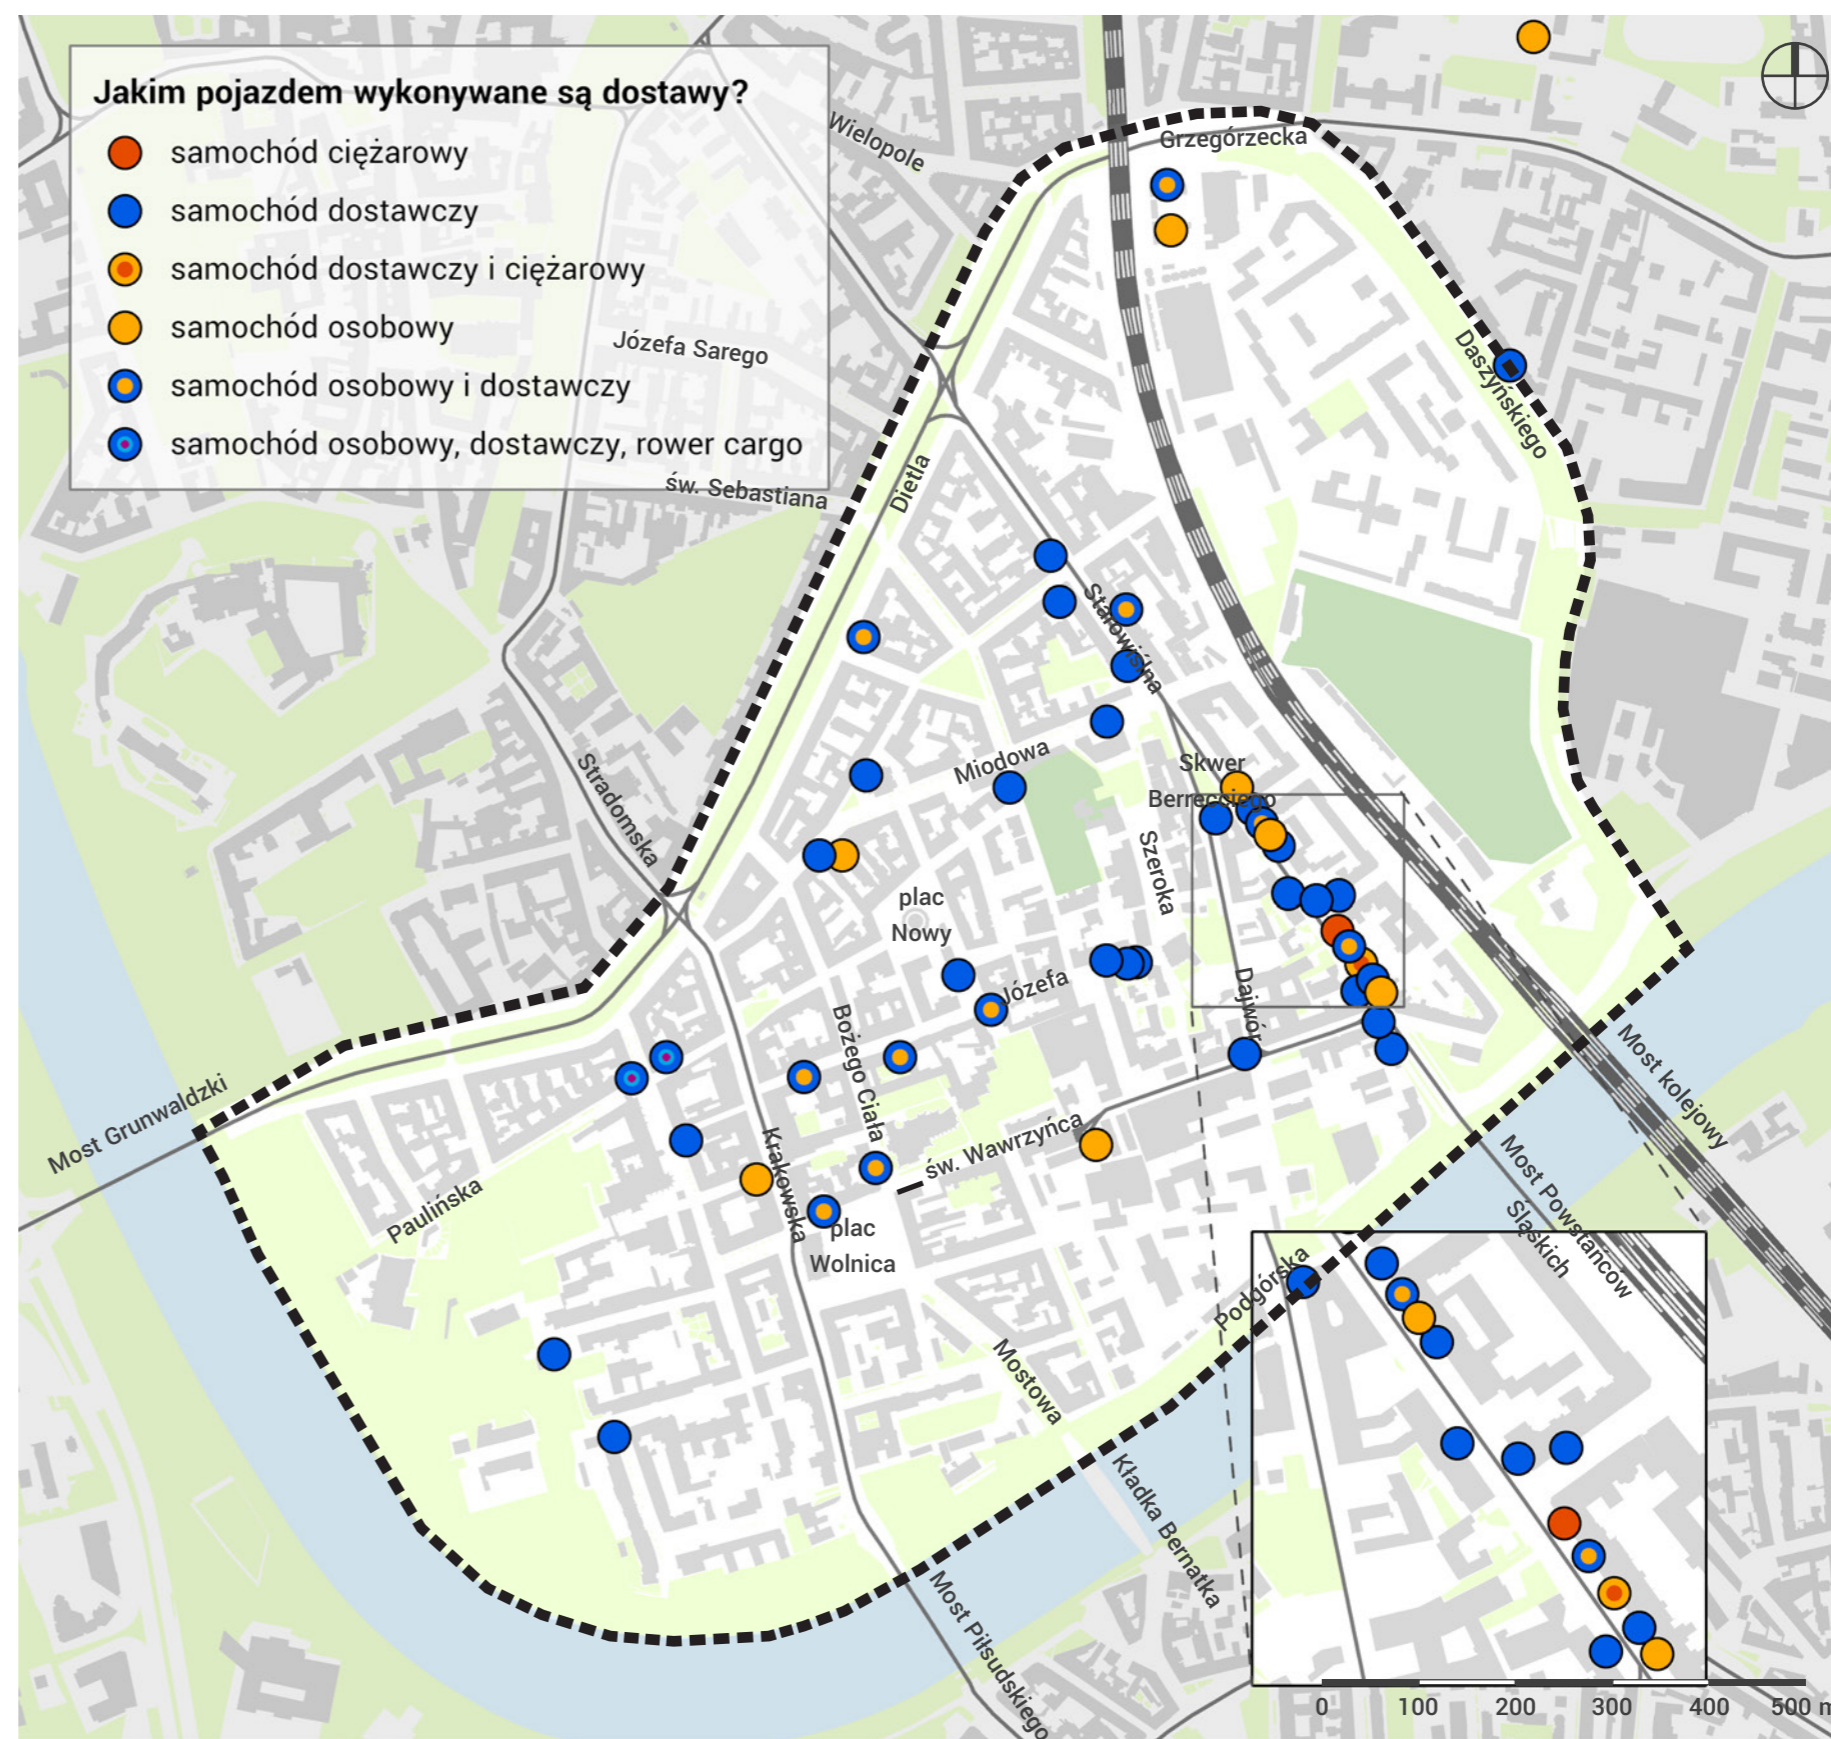 Jakim pojazdem wykonywane są dostawy?
samochód ciężarowy
samochód dostawczy
samochód dostawczy i ciężarowy
samochód osobowy
samochód osobowy i dostawczy
samochód osobowy, dostawczy, rower cargo
Wielopole
Grzegórzecka
Józefa Sarego
Daszyńskiego
św. Sebastiana
Dietla
Starowiślna
Stradomska
Miodowa
Skwer
Berrecciego
Szeroka
plac
Nowy
Józefa
Dajwór
Bożego Ciała
Most Grunwaldzki
Most kolejowy
św. Wawrzyńca
Krakowska
Paulińska
plac
Wolnica
Most Powstańców
Śląskich
Podgórska
Mostowa
Kładka Bernatka
Most Piłsudskiego
0 100 200 300 400 500 m